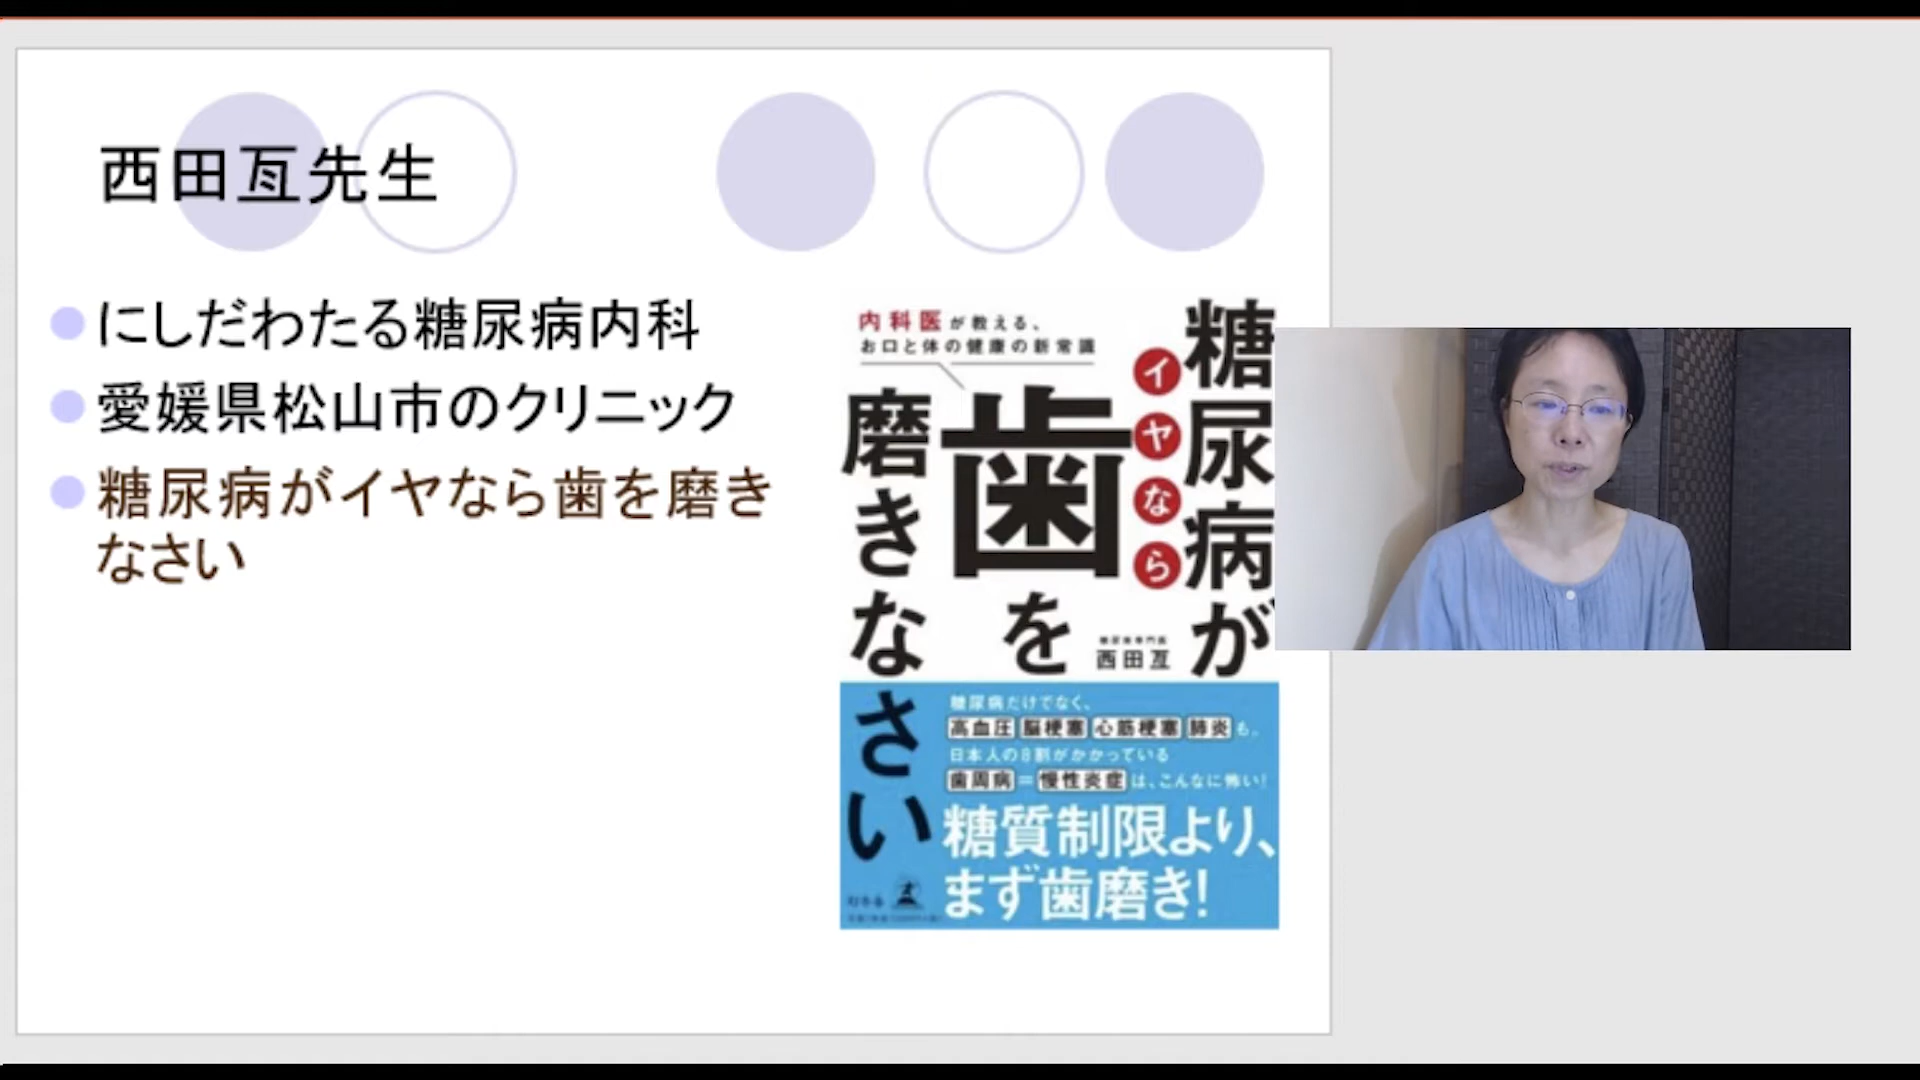 西田亙先生
にしだわたる糖尿病内科
愛媛県松山市のクリニック
糖尿病がイヤなら歯を磨き
なさい
内科医が教える、
お口と体の健康の新常識
糖尿病が
イヤなら
歯を
磨きなさい
糖尿病専門医
西田亙
糖尿病だけでなく、
高血圧 脳梗塞 心筋梗塞 肺炎 も。
日本人の8割がかかっている
歯周病=慢性炎症は、こんなに怖い!
糖質制限より、
まず歯磨き!